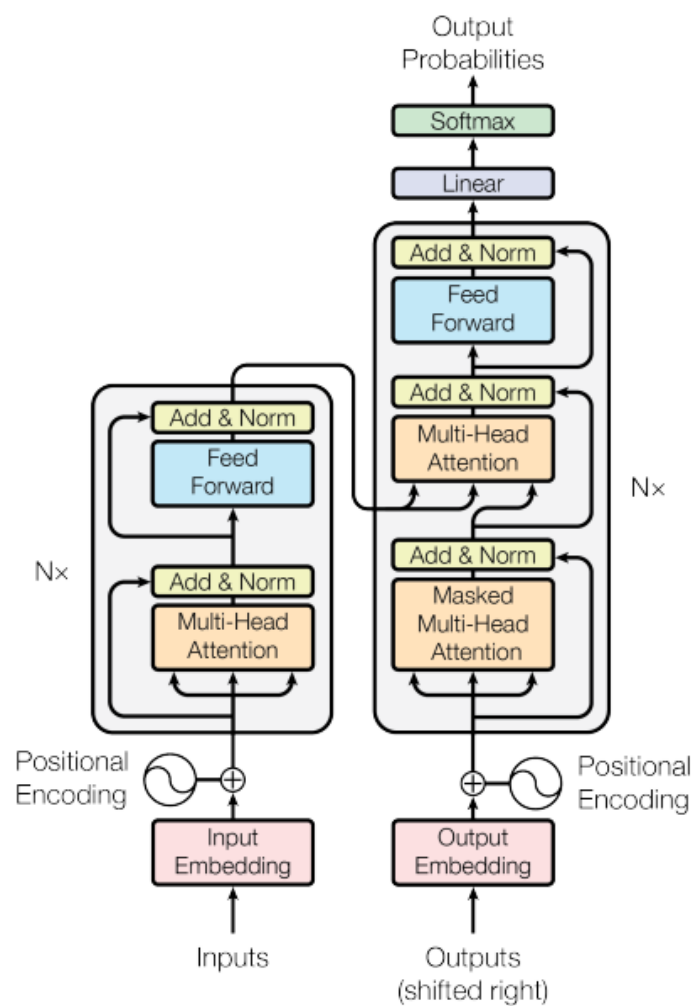 Output
Probabilities
Softmax
Linear
Add & Norm
Feed
Forward
Add & Norm
Multi-Head
Attention
Add & Norm
Masked
Multi-Head
Attention
Nx
Add & Norm
Feed
Forward
Add & Norm
Multi-Head
Attention
Nx
Positional
Encoding
Positional
Encoding
Input
Embedding
Output
Embedding
Inputs
Outputs
(shifted right)